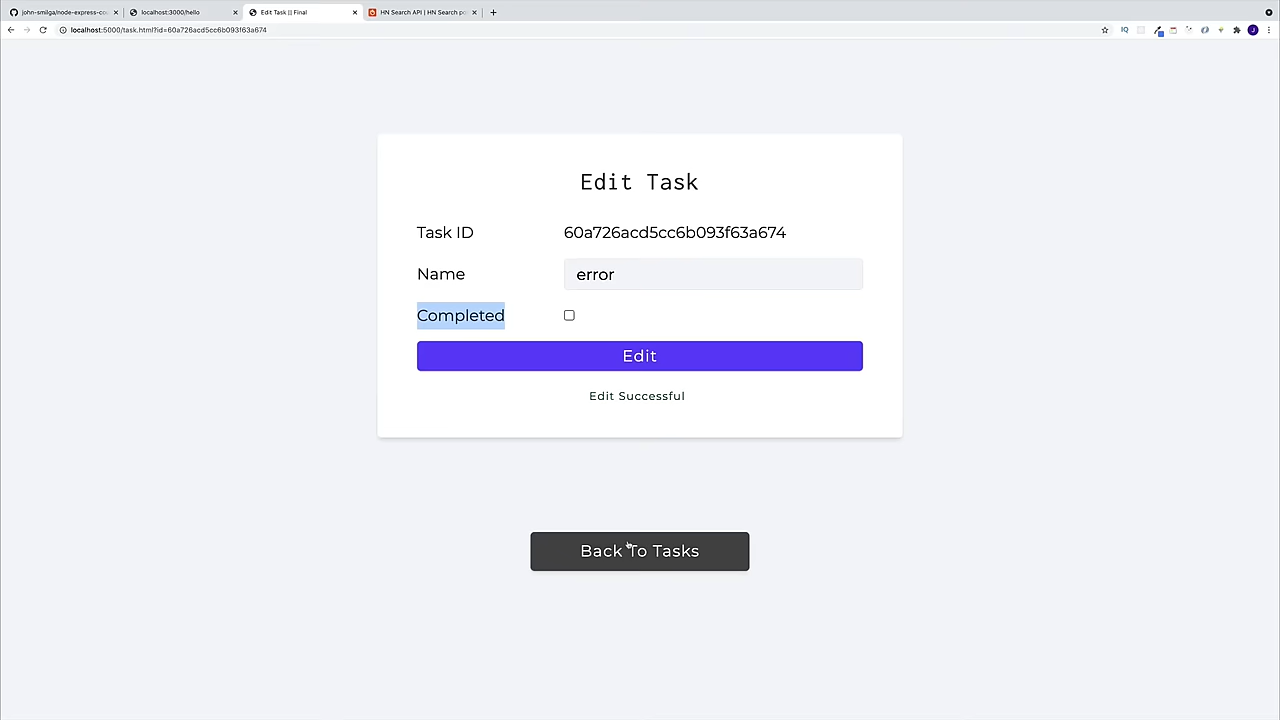 john-smilga/node-express-co
localhost:3000/hello
Edit Task || Final
HN Search API | HN Search po
localhost:5000/task.html?id=60a726acd5cc6b093f63a674
IQ
J
Edit Task
Task ID 60a726acd5cc6b093f63a674
Name error
Completed
Edit
Edit Successful
Back To Tasks